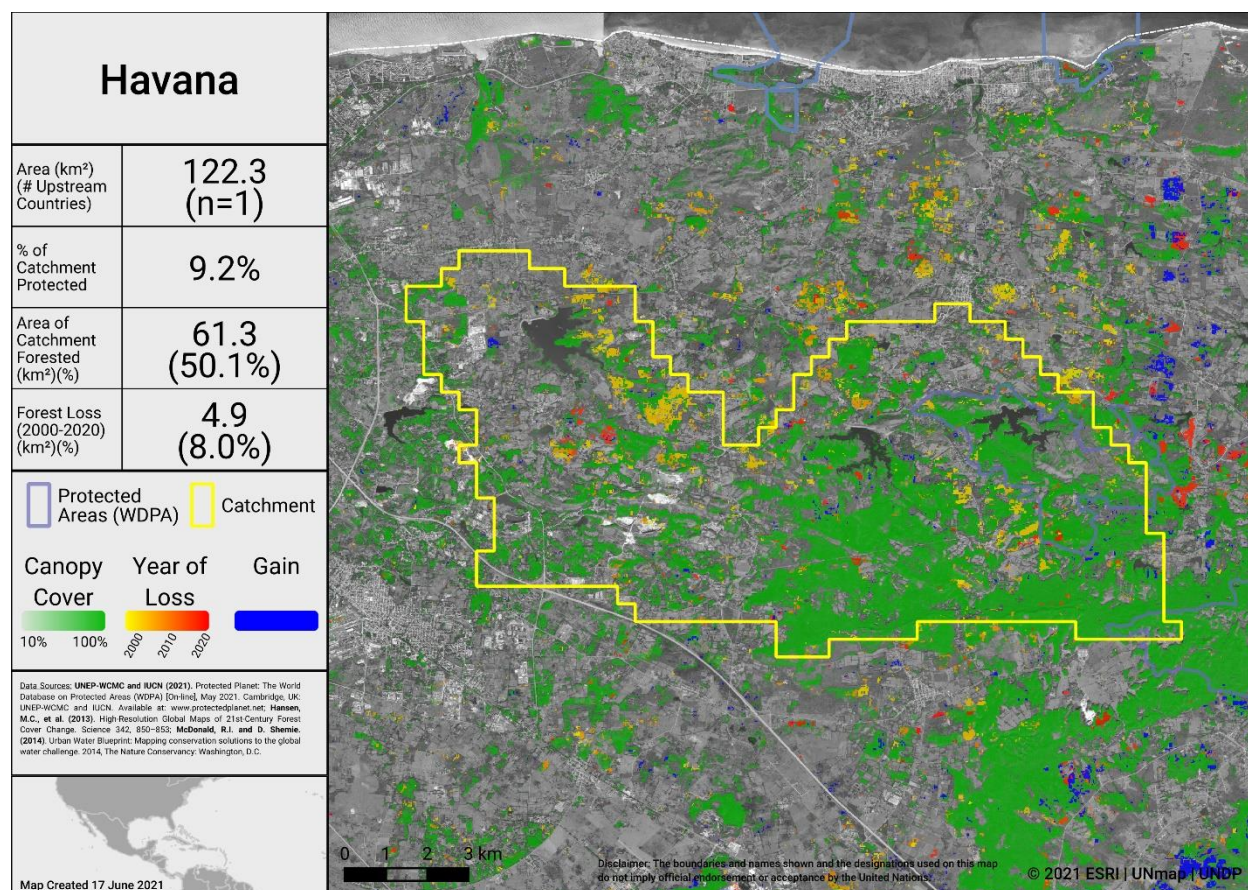 Havana
Area (km²)
(# Upstream
Countries)
122.3
(n=1)
% of
Catchment
Protected
9.2%
Area of
Catchment
Forested
(km²)(%)
61.3
(50.1%)
Forest Loss
(2000-2020)
(km²)(%)
4.9
(8.0%)
Protected
Areas (WDPA)
Catchment
Canopy
Cover
10% 100%
Year of
Loss
2000 2010 2020
Gain
Data Sources: UNEP-WCMC and IUCN (2021). Protected Planet: The World
Database on Protected Areas (WDPA) [On-line], May 2021. Cambridge, UK:
UNEP-WCMC and IUCN. Available at: www.protectedplanet.net; Hansen,
M.C., et al. (2013). High-Resolution Global Maps of 21st-Century Forest
Cover Change. Science 342, 850–853; McDonald, R.I. and D. Shemie.
(2014). Urban Water Blueprint: Mapping conservation solutions to the global
water challenge. 2014, The Nature Conservancy: Washington, D.C.
Map Created 17 June 2021
0 1 2 3 km
Disclaimer: The boundaries and names shown and the designations used on this map
do not imply official endorsement or acceptance by the United Nations.
© 2021 ESRI | UNmap | UNDP